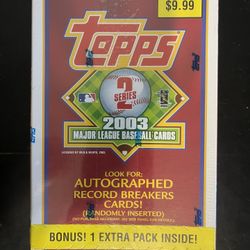 $9.99
Topps
SERIES
2
2003
MAJOR LEAGUE BASEBALL CARDS
LOOK FOR:
AUTOGRAPHED
RECORD BREAKERS
CARDS!
(RANDOMLY INSERTED)
BONUS! 1 EXTRA PACK INSIDE!